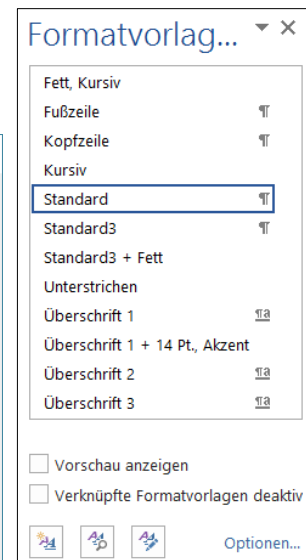 Formatvorlag...
Fett, Kursiv
Fußzeile ¶
Kopfzeile ¶
Kursiv
Standard ¶
Standard3 ¶
Standard3 + Fett
Unterstrichen
Überschrift 1 ¶a
Überschrift 1 + 14 Pt., Akzent
Überschrift 2 ¶a
Überschrift 3 ¶a
Vorschau anzeigen
Verknüpfte Formatvorlagen deaktiv
Optionen...